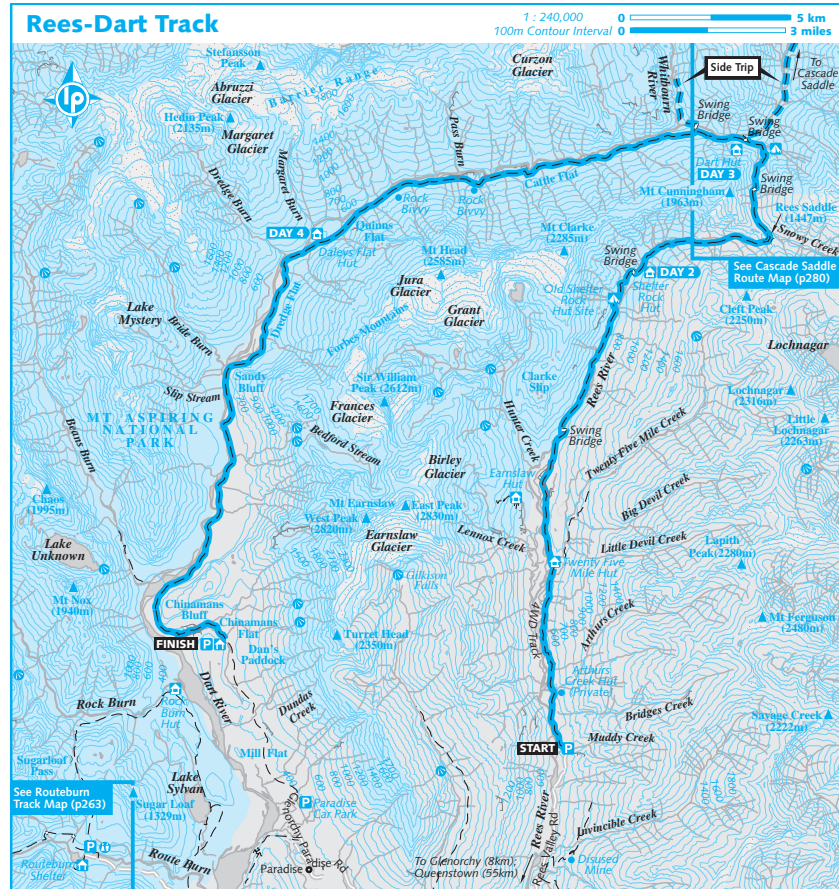 Rees-Dart Track
1 : 240,000
100m Contour Interval
0 5 km
0 3 miles
lp
Stefansson
Peak
Abruzzi
Glacier
Barrier Range
Curzon
Glacier
Whitbourn
River
Side Trip
To
Cascade
Saddle
Hedin Peak
(2135m)
Margaret
Glacier
Margaret Burn
Dredge Burn
Pass Burn
Swing
Bridge
Swing
Bridge
Dart Hut
DAY 3
Swing
Bridge
Cattle Flat
Rock
Bivvy
Rock
Bivvy
Mt Cunningham
(1963m)
Rees Saddle
(1447m)
Snowy Creek
DAY 4
Quinns
Flat
Daleys Flat
Hut
Mt Head
(2585m)
Mt Clarke
(2285m)
Swing
Bridge
DAY 2
Shelter
Rock
Hut
Old Shelter
Rock
Hut Site
See Cascade Saddle
Route Map (p280)
Jura
Glacier
Grant
Glacier
Cleft Peak
(2250m)
Lake
Mystery
Bride Burn
Dredge Flat
Forbes Mountains
Lochnagar
Sandy
Bluff
Slip Stream
Sir William
Peak (2612m)
Clarke
Slip
Rees River
Lochnagar
(2316m)
Little
Lochnagar
(2263m)
MT ASPIRING
NATIONAL
PARK
Frances
Glacier
Bedford Stream
Hunter Creek
Swing
Bridge
Twenty Five Mile Creek
Beans Burn
Birley
Glacier
Earnslaw
Hut
Big Devil Creek
Chaos
(1995m)
Mt Earnslaw
West Peak
(2820m)
East Peak
(2830m)
Earnslaw
Glacier
Lennox Creek
Little Devil Creek
Lapith
Peak(2280m)
Lake
Unknown
Gilkison
Falls
Twenty Five
Mile Hut
Mt Nox
(1940m)
Chinamans
Bluff
Chinamans
Flat
FINISH
P
Dan's
Paddock
Turret Head
(2350m)
4WD Track
Arthurs Creek
Mt Ferguson
(2480m)
Rock Burn
Rock
Burn
Hut
Dart River
Dundas
Creek
Arthurs
Creek Hut
(Private)
Bridges Creek
Savage Creek
(2222m)
START
P
Muddy Creek
Sugarloaf
Pass
Mill Flat
See Routeburn
Track Map (p263)
Lake
Sylvan
Sugar Loaf
(1329m)
P
Paradise
Car Park
Glenorchy Paradise Rd
Paradise
P
Routeburn
Shelter
Route Burn
Rees River
Rees Valley Rd
Invincible Creek
To Glenorchy (8km);
Queenstown (55km)
Disused
Mine